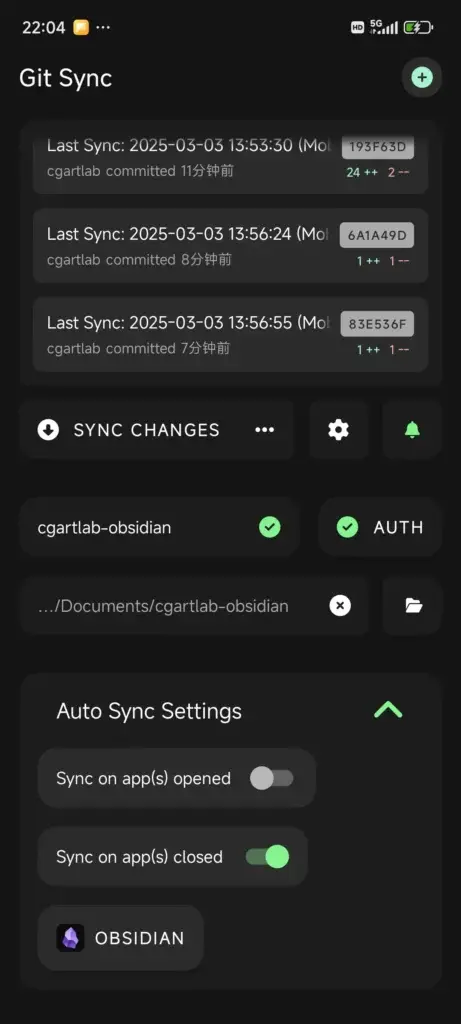 22:04 ... HD 5G
Git Sync
Last Sync: 2025-03-03 13:53:30 (Mo
193F63D
cgartlab committed 11分钟前
24 ++ 2 --
Last Sync: 2025-03-03 13:56:24 (Mol
6A1A49D
cgartlab committed 8分钟前
1 ++ 1 --
Last Sync: 2025-03-03 13:56:55 (Mol
83E536F
cgartlab committed 7分钟前
1 ++ 1 --
SYNC CHANGES
cgartlab-obsidian
AUTH
.../Documents/cgartlab-obsidian
Auto Sync Settings
Sync on app(s) opened
Sync on app(s) closed
OBSIDIAN